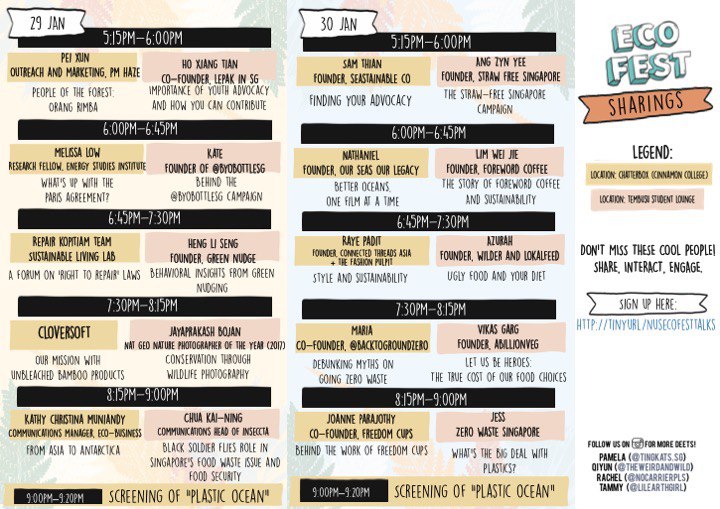 29 JAN
5:15PM–6:00PM
PEI XUN
OUTREACH AND MARKETING, PM HAZE
PEOPLE OF THE FOREST:
ORANG RIMBA
HO XIANG TIAN
CO-FOUNDER, LEPAK IN SG
IMPORTANCE OF YOUTH ADVOCACY
AND HOW YOU CAN CONTRIBUTE
6:00PM–6:45PM
MELISSA LOW
RESEARCH FELLOW, ENERGY STUDIES INSTITUTE
WHAT'S UP WITH THE
PARIS AGREEMENT?
KATE
FOUNDER OF @BYOBOTTLESG
BEHIND THE
@BYOBOTTLESG CAMPAIGN
6:45PM–7:30PM
REPAIR KOPITIAM TEAM
SUSTAINABLE LIVING LAB
A FORUM ON 'RIGHT TO REPAIR' LAWS
HENG LI SENG
FOUNDER, GREEN NUDGE
BEHAVIORAL INSIGHTS FROM GREEN
NUDGING
7:30PM–8:15PM
CLOVERSOFT
OUR MISSION WITH
UNBLEACHED BAMBOO PRODUCTS
JAYAPRAKASH BOJAN
NAT GEO NATURE PHOTOGRAPHER OF THE YEAR (2017)
CONSERVATION THROUGH
WILDLIFE PHOTOGRAPHY
8:15PM–9:00PM
KATHY CHRISTINA MUNIANDY
COMMUNICATIONS MANAGER, ECO-BUSINESS
FROM ASIA TO ANTARCTICA
CHUA KAI-NING
COMMUNICATIONS HEAD OF INSECCTA
BLACK SOLDIER FLIES ROLE IN
SINGAPORE'S FOOD WASTE ISSUE AND
FOOD SECURITY
9:00PM–9:20PM
SCREENING OF "PLASTIC OCEAN"
30 JAN
5:15PM–6:00PM
SAM THIAN
FOUNDER, SEASTAINABLE CO
FINDING YOUR ADVOCACY
ANG ZYN YEE
FOUNDER, STRAW FREE SINGAPORE
THE STRAW-FREE SINGAPORE
CAMPAIGN
6:00PM–6:45PM
NATHANIEL
FOUNDER, OUR SEAS OUR LEGACY
BETTER OCEANS,
ONE FILM AT A TIME
LIM WEI JIE
FOUNDER, FOREWORD COFFEE
THE STORY OF FOREWORD COFFEE
AND SUSTAINABILITY
6:45PM–7:30PM
RAYE PADIT
FOUNDER, CONNECTED THREADS ASIA
+ THE FASHION PULPIT
STYLE AND SUSTAINABILITY
AZURAH
FOUNDER, WILDER AND LOKALFEED
UGLY FOOD AND YOUR DIET
7:30PM–8:15PM
MARIA
CO-FOUNDER, @BACKTOGROUNDZERO
DEBUNKING MYTHS ON
GOING ZERO WASTE
VIKAS GARG
FOUNDER, ABILLIONVEG
LET US BE HEROES:
THE TRUE COST OF OUR FOOD CHOICES
8:15PM–9:00PM
JOANNE PARAJOTHY
CO-FOUNDER, FREEDOM CUPS
BEHIND THE WORK OF FREEDOM CUPS
JESS
ZERO WASTE SINGAPORE
WHAT'S THE BIG DEAL WITH
PLASTICS?
9:00PM–9:20PM
SCREENING OF "PLASTIC OCEAN"
ECO
FEST
SHARINGS
LEGEND:
LOCATION: CHATTERBOX (CINNAMON COLLEGE)
LOCATION: TEMBUSU STUDENT LOUNGE
DON'T MISS THESE COOL PEOPLE!
SHARE, INTERACT, ENGAGE.
SIGN UP HERE:
HTTP://TINYURL/NUSECOFESTTALKS
FOLLOW US ON FOR MORE DEETS!
PAMELA (@TINGKATS.SG)
QIYUN (@THEWEIRDANDWILD)
RACHEL (@NOCARRIERPLS)
TAMMY (@LILEARTHGIRL)